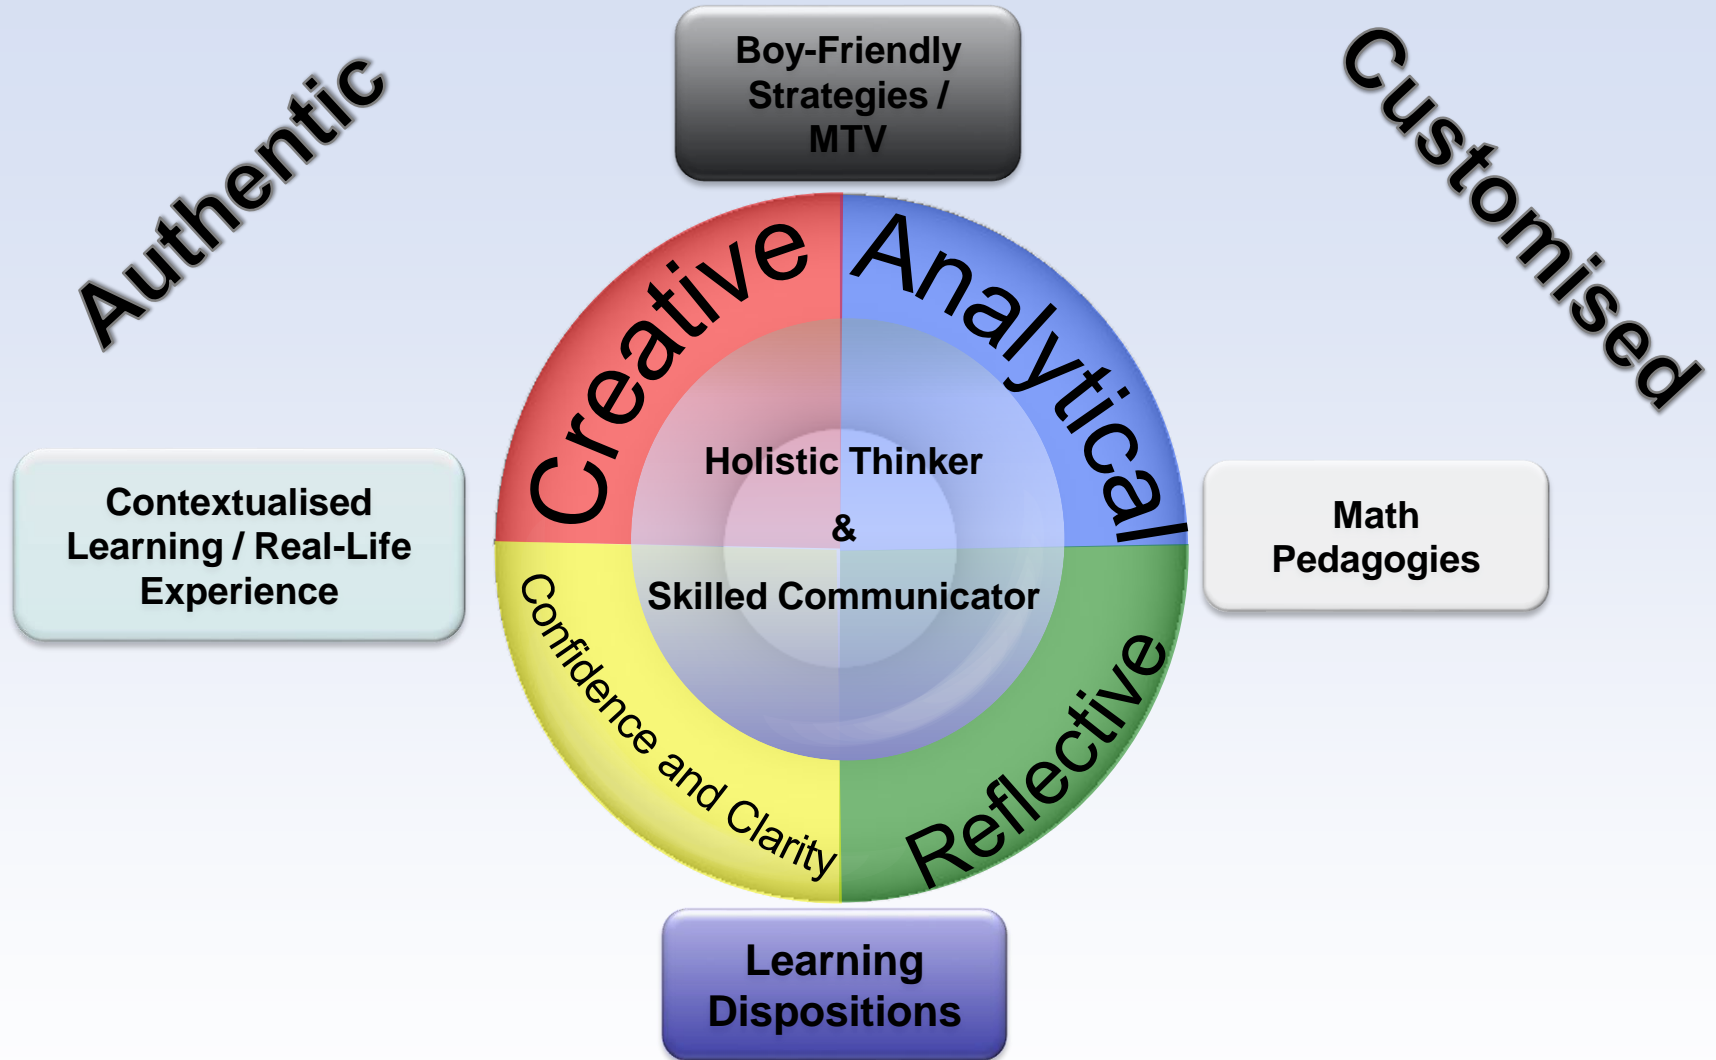 Authentic
Boy-Friendly
Strategies /
MTV
Customised
Creative
Analytical
Holistic Thinker
&
Skilled Communicator
Contextualised
Learning / Real-Life
Experience
Math
Pedagogies
Confidence and Clarity
Reflective
Learning
Dispositions